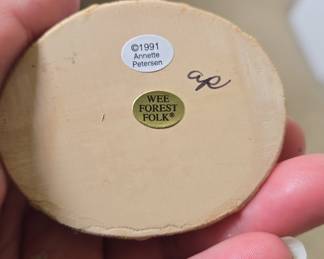 ©1991
Annette
Petersen
ap
WEE
FOREST
FOLK®